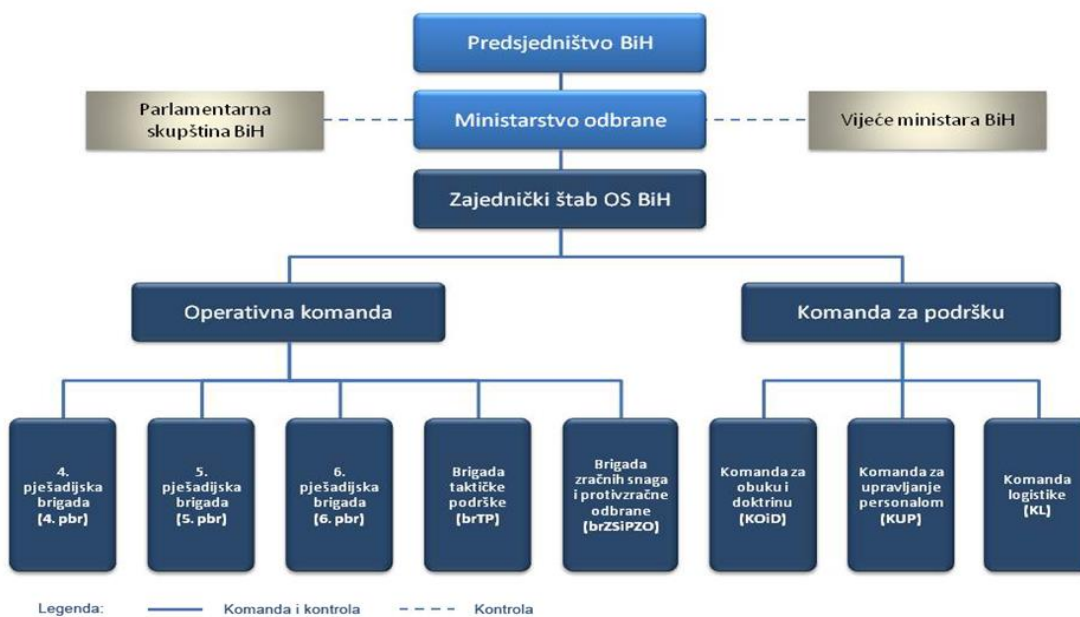 Predsjedništvo BiH
Parlamentarna
skupština BiH
Ministarstvo odbrane
Vijeće ministara BiH
Zajednički štab OS BiH
Operativna komanda
Komanda za podršku
4.
pješadijska
brigada
(4. pbr)
5.
pješadijska
brigada
(5. pbr)
6.
pješadijska
brigada
(6. pbr)
Brigada
taktičke
podrške
(brTP)
Brigada
zračnih snaga
i protivzračne
odbrane
(brZSiPZO)
Komanda za
obuku i
doktrinu
(KOiD)
Komanda za
upravljanje
personalom
(KUP)
Komanda
logistike
(KL)
Legenda: Komanda i kontrola Kontrola